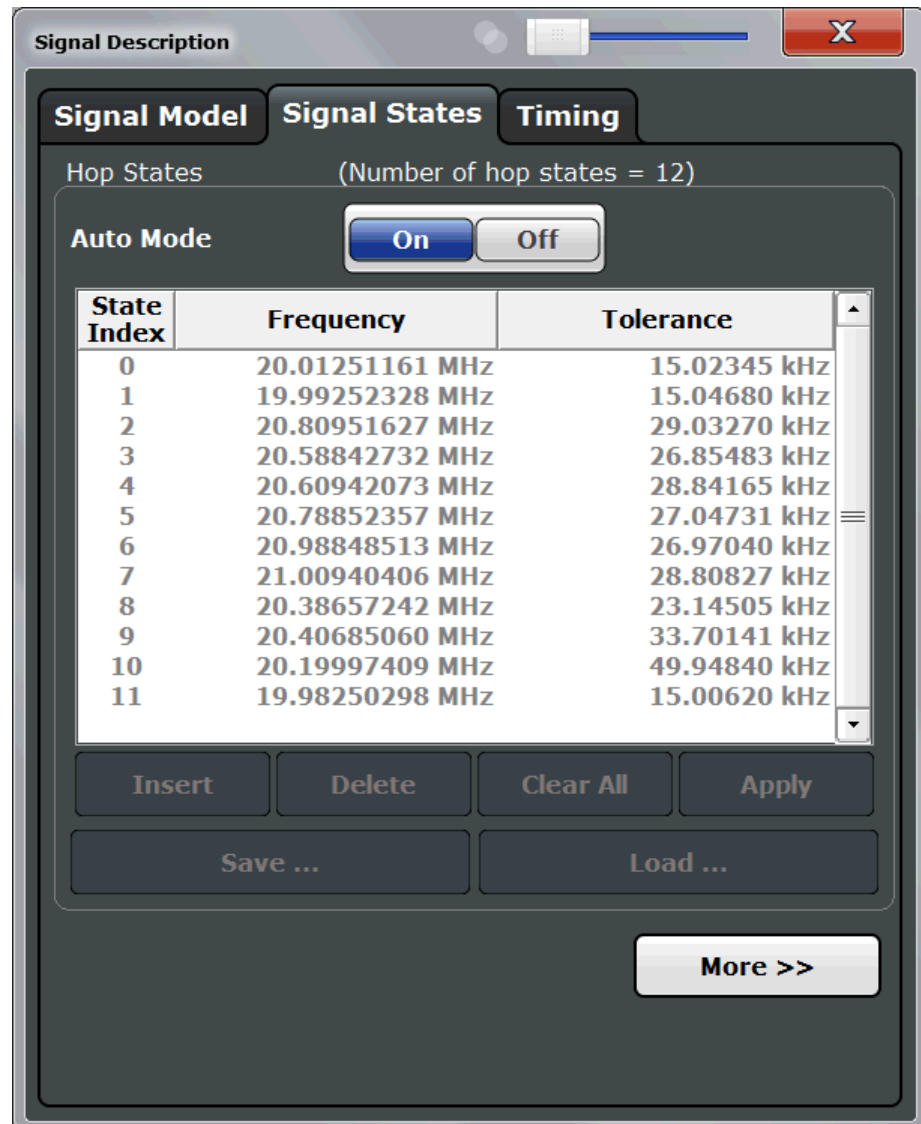 Signal Description
X
Signal Model Signal States Timing
Hop States (Number of hop states = 12)
Auto Mode On Off
State Index Frequency Tolerance
0 20.01251161 MHz 15.02345 kHz
1 19.99252328 MHz 15.04680 kHz
2 20.80951627 MHz 29.03270 kHz
3 20.58842732 MHz 26.85483 kHz
4 20.60942073 MHz 28.84165 kHz
5 20.78852357 MHz 27.04731 kHz
6 20.98848513 MHz 26.97040 kHz
7 21.00940406 MHz 28.80827 kHz
8 20.38657242 MHz 23.14505 kHz
9 20.40685060 MHz 33.70141 kHz
10 20.19997409 MHz 49.94840 kHz
11 19.98250298 MHz 15.00620 kHz
Insert Delete Clear All Apply
Save ... Load ...
More >>